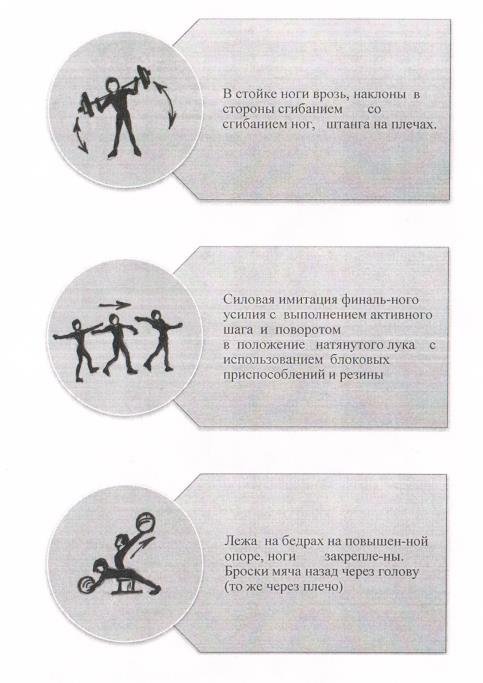 В стойке ноги врозь, наклоны в
стороны сгибанием со
сгибанием ног, штанга на плечах.
Силовая имитация финаль-ного
усилия с выполнением активного
шага и поворотом
в положение натянутого лука с
использованием блоковых
приспособлений и резины
Лежа на бедрах на повышен-ной
опоре, ноги закрепле-ны.
Броски мяча назад через голову
(то же через плечо)